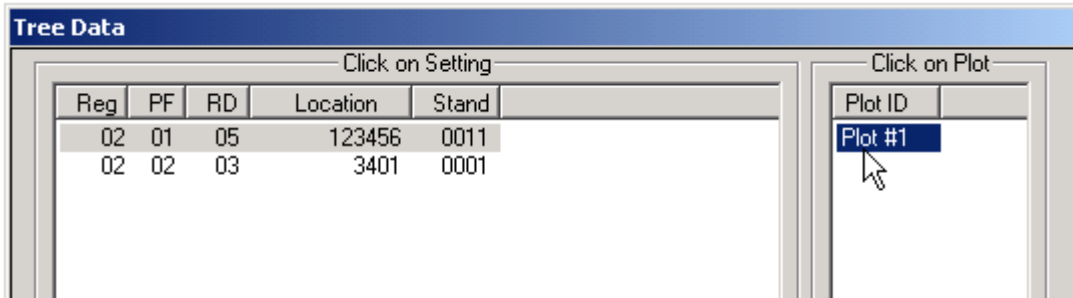 Tree Data
Click on Setting
Click on Plot
Reg PF RD Location Stand
Plot ID
02 01 05 123456 0011
Plot #1
02 02 03 3401 0001